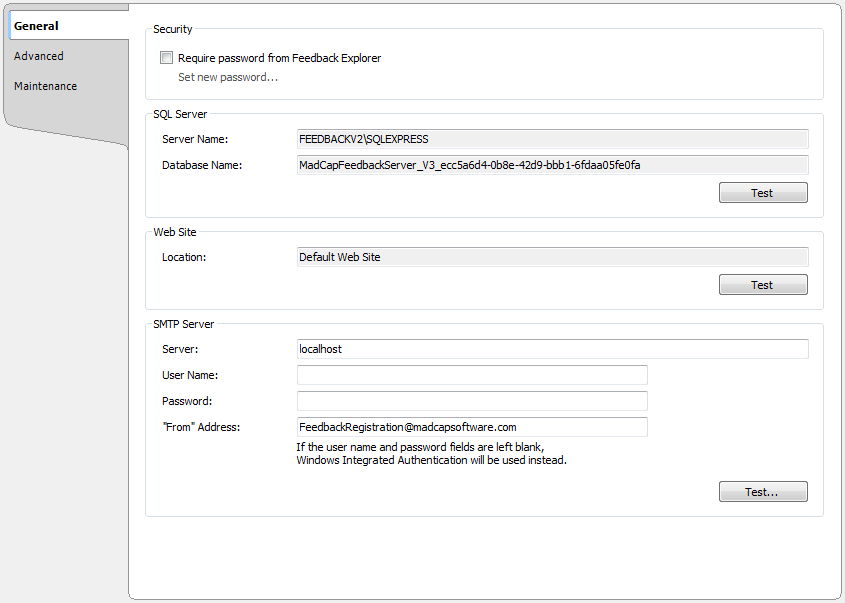 General
Advanced
Maintenance
Security
Require password from Feedback Explorer
Set new password...
SQL Server
Server Name: FEEDBACKV2\SQLEXPRESS
Database Name: MadCapFeedbackServer_V3_ecc5a6d4-0b8e-42d9-bbb1-6fdaa05fe0fa
Test
Web Site
Location: Default Web Site
Test
SMTP Server
Server: localhost
User Name:
Password:
"From" Address: FeedbackRegistration@madcapsoftware.com
If the user name and password fields are left blank,
Windows Integrated Authentication will be used instead.
Test...